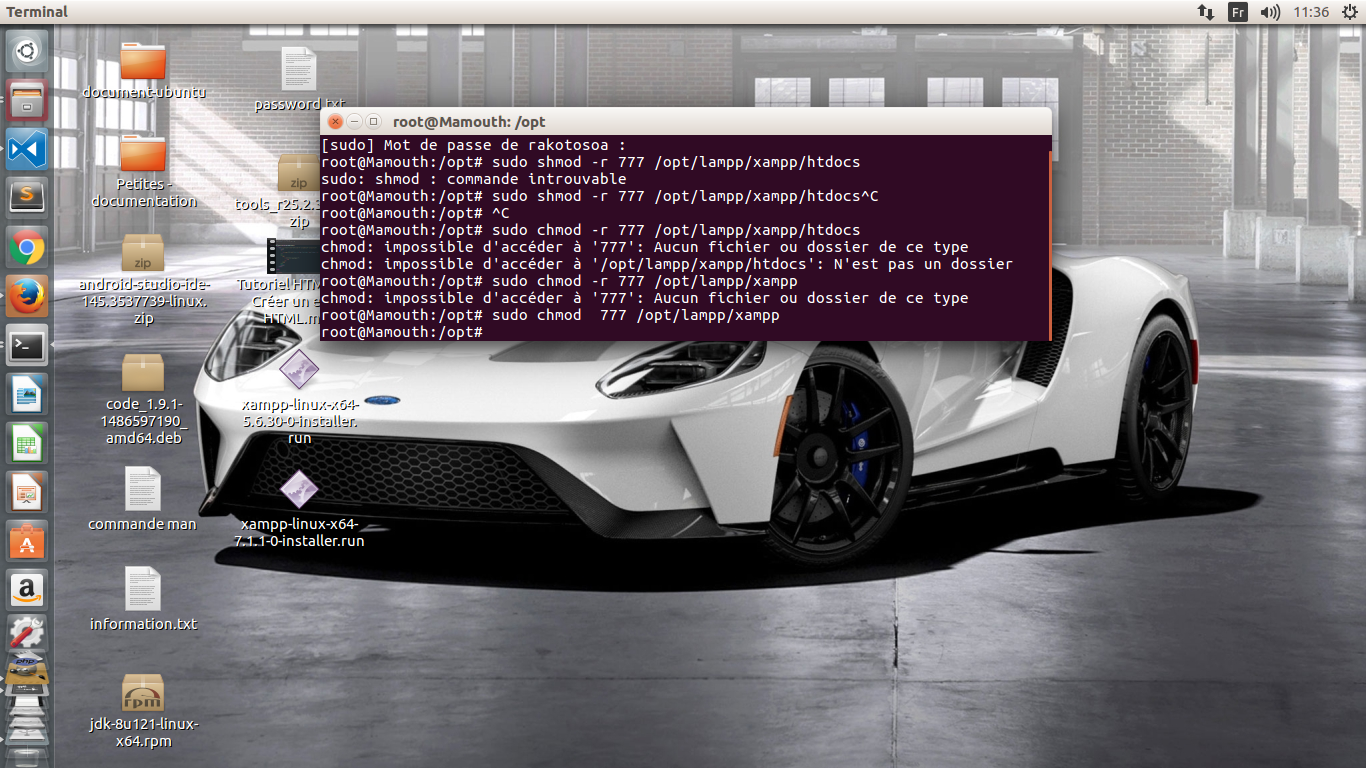 Terminal
Fr
11:36
document-ubuntu
password.txt
root@Mamouth: /opt
[sudo] Mot de passe de rakotosoa :
root@Mamouth:/opt# sudo shmod -r 777 /opt/lampp/xampp/htdocs
sudo: shmod : commande introuvable
root@Mamouth:/opt# sudo shmod -r 777 /opt/lampp/xampp/htdocs^C
root@Mamouth:/opt# ^C
root@Mamouth:/opt# sudo chmod -r 777 /opt/lampp/xampp/htdocs
chmod: impossible d'accéder à '777': Aucun fichier ou dossier de ce type
chmod: impossible d'accéder à '/opt/lampp/xampp/htdocs': N'est pas un dossier
root@Mamouth:/opt# sudo chmod -r 777 /opt/lampp/xampp
chmod: impossible d'accéder à '777': Aucun fichier ou dossier de ce type
root@Mamouth:/opt# sudo chmod  777 /opt/lampp/xampp
root@Mamouth:/opt#
Petites -
documentation
zip
tools_r25.2.3
zip
zip
android-studio-ide-
145.3537739-linux.
zip
Tutoriel HTM
Créer un e
HTML.m
code_1.9.1-
1486597190_
amd64.deb
xampp-linux-x64-
5.6.30-0-installer.
run
commande man
xampp-linux-x64-
7.1.1-0-installer.run
information.txt
rpm
jdk-8u121-linux-
x64.rpm
php